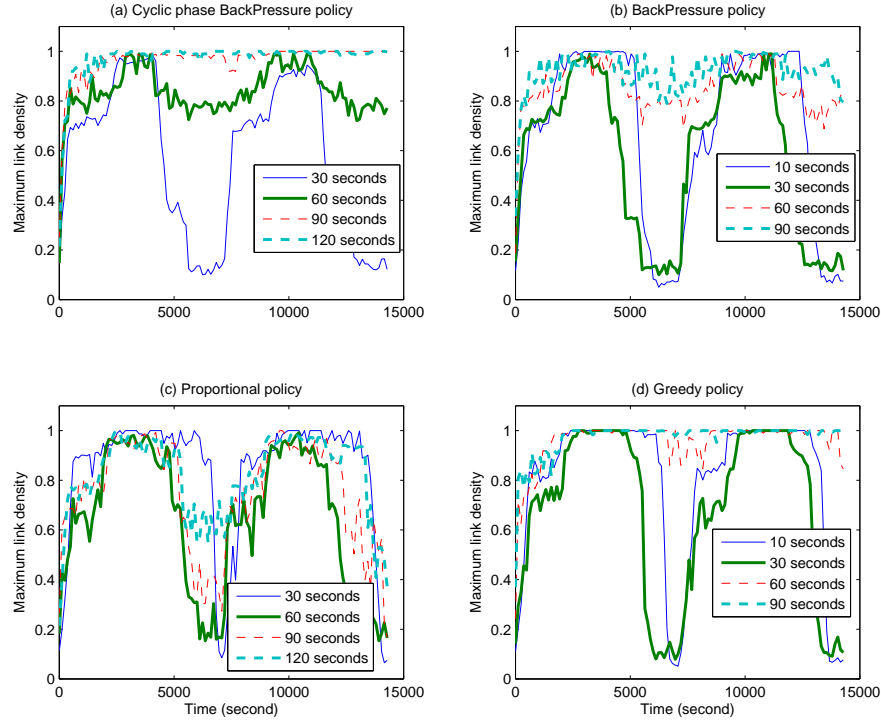 (a) Cyclic phase BackPressure policy
Maximum link density
1
0.8
0.6
0.4
0.2
0
0
5000
10000
15000
30 seconds
60 seconds
90 seconds
120 seconds
(b) BackPressure policy
Maximum link density
1
0.8
0.6
0.4
0.2
0
0
5000
10000
15000
10 seconds
30 seconds
60 seconds
90 seconds
(c) Proportional policy
Maximum link density
1
0.8
0.6
0.4
0.2
0
0
5000
10000
15000
Time (second)
30 seconds
60 seconds
90 seconds
120 seconds
(d) Greedy policy
Maximum link density
1
0.8
0.6
0.4
0.2
0
0
5000
10000
15000
Time (second)
10 seconds
30 seconds
60 seconds
90 seconds